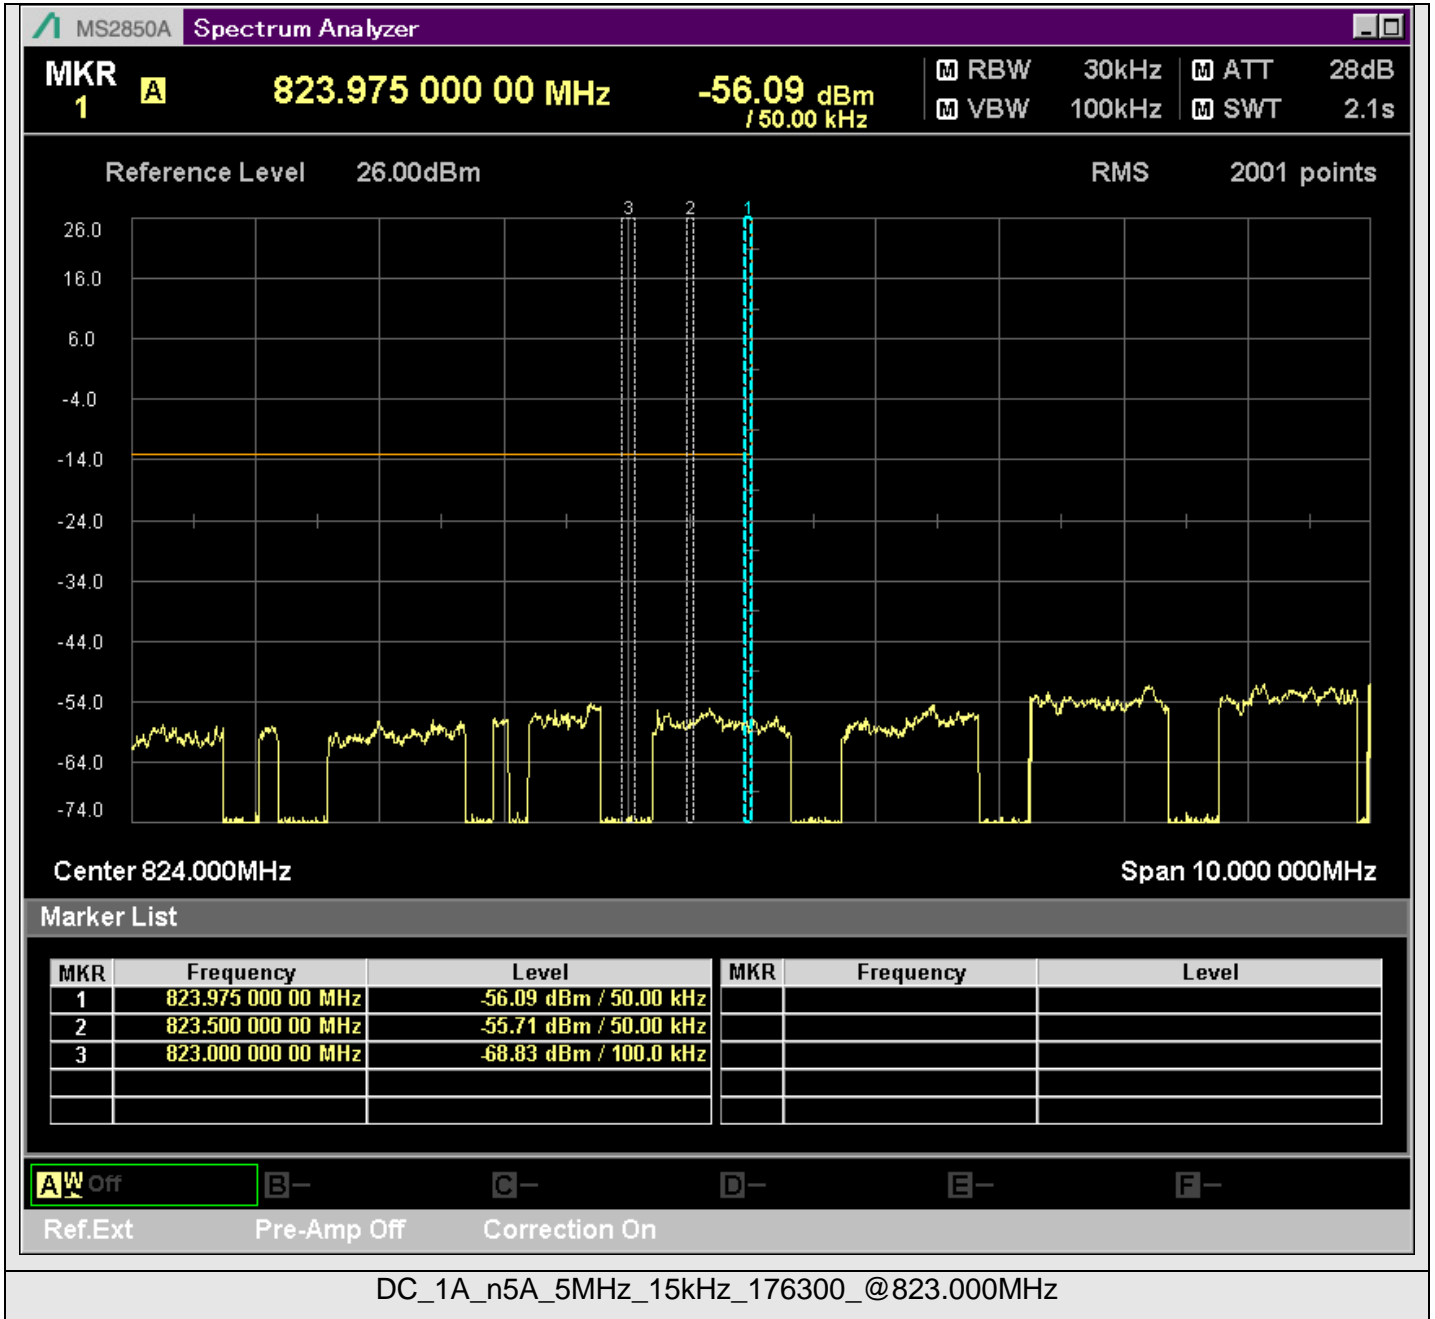 MS2850A Spectrum Analyzer
MKR 1 A 823.975 000 00 MHz -56.09 dBm / 50.00 kHz
M RBW 30kHz M ATT 28dB
M VBW 100kHz M SWT 2.1s
Reference Level 26.00dBm RMS 2001 points
3 2 1
26.0
16.0
6.0
-4.0
-14.0
-24.0
-34.0
-44.0
-54.0
-64.0
-74.0
Center 824.000MHz Span 10.000 000MHz
Marker List
MKR Frequency Level MKR Frequency Level
1 823.975 000 00 MHz -56.09 dBm / 50.00 kHz
2 823.500 000 00 MHz -55.71 dBm / 50.00 kHz
3 823.000 000 00 MHz -68.83 dBm / 100.0 kHz
A W Off B – C – D – E – F –
Ref.Ext Pre-Amp Off Correction On
DC_1A_n5A_5MHz_15kHz_176300_@823.000MHz